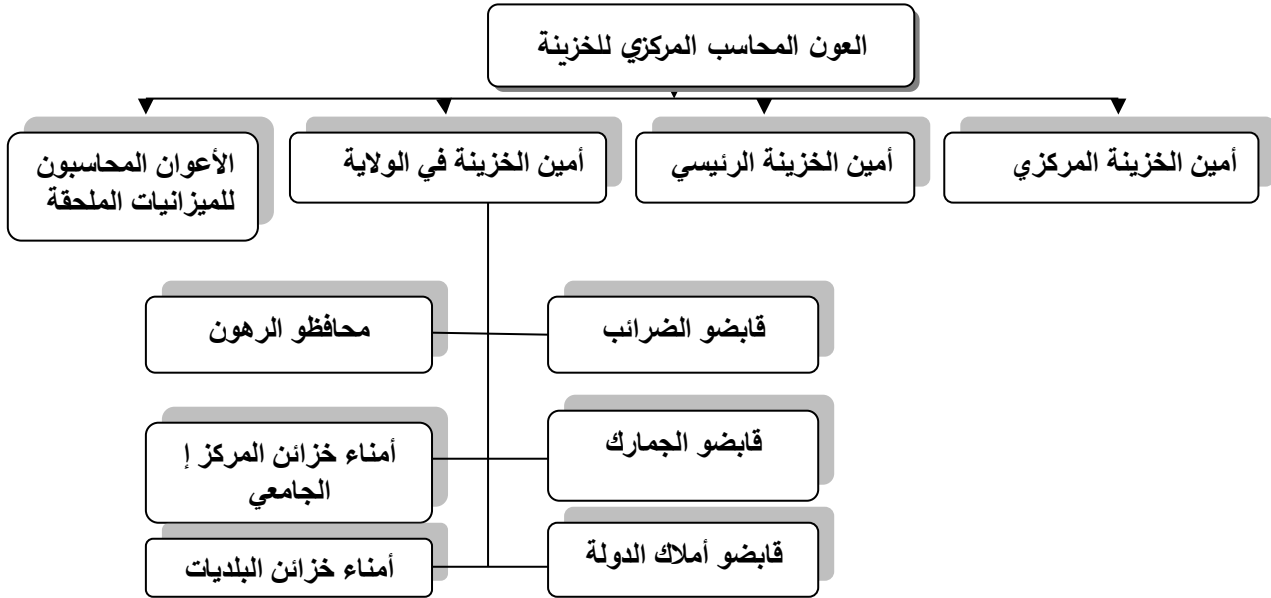 العون المحاسب المركزي للخزينة
أمين الخزينة المركزي
أمين الخزينة الرئيسي
أمين الخزينة في الولاية
الأعوان المحاسبون
للميزانيات الملحقة
قابضو الضرائب
محافظو الرهون
قابضو الجمارك
أمناء خزائن المركز إ
الجامعي
قابضو أملاك الدولة
أمناء خزائن البلديات